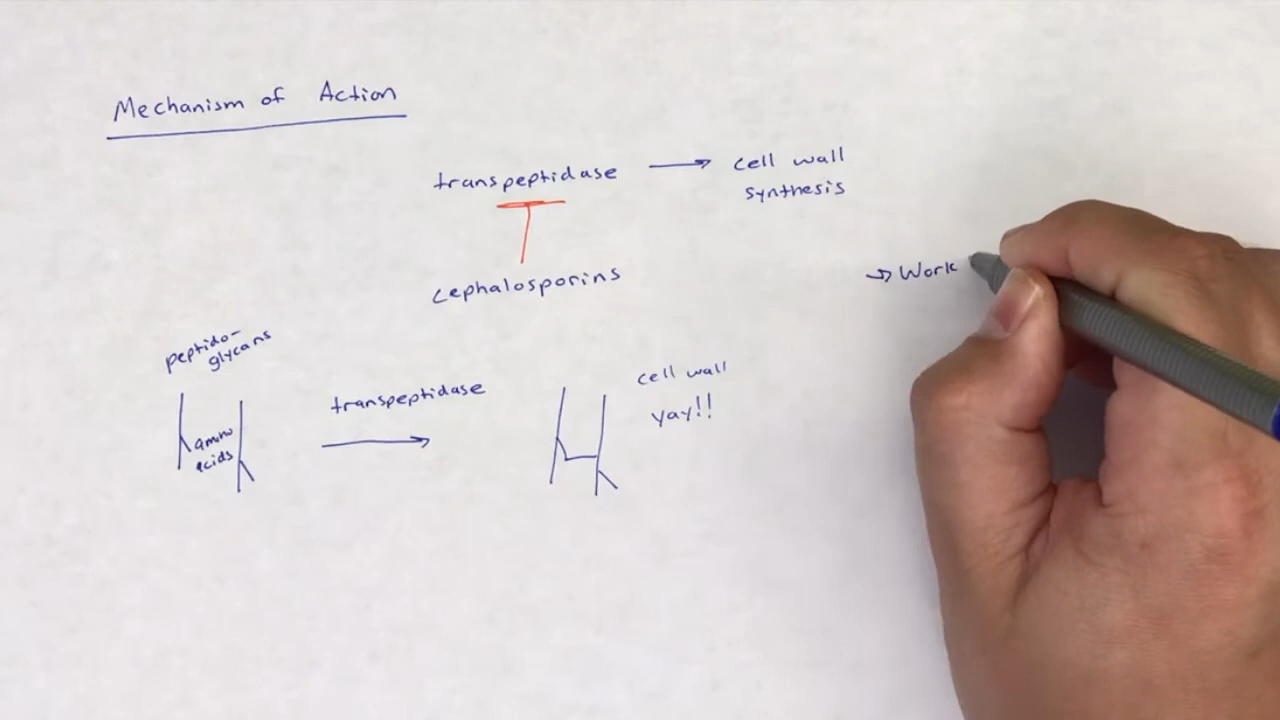 Mechanism of Action
transpeptidase → cell wall
synthesis
cephalosporins
→ Work
peptido-
glycans
amino
acids
transpeptidase
cell wall
yay!!